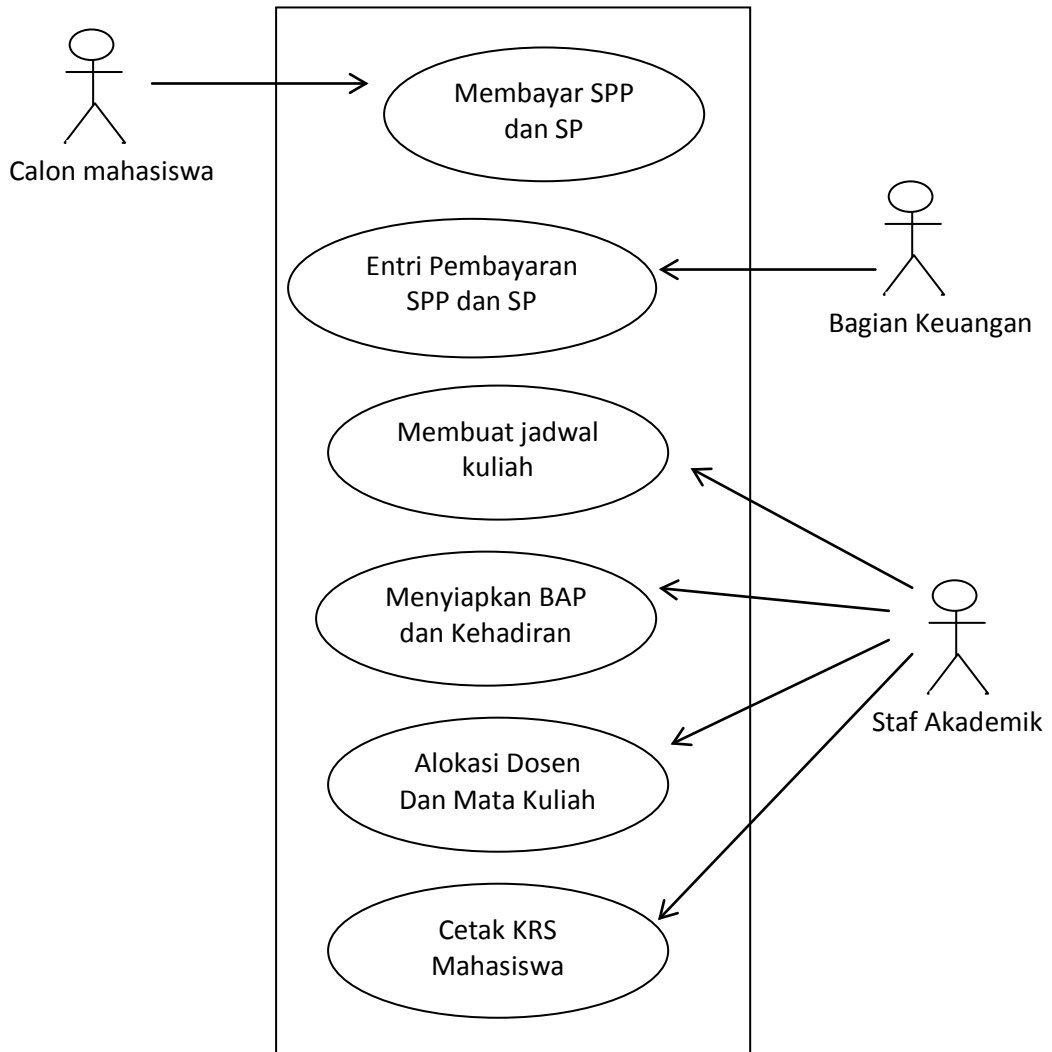 Membayar SPP
dan SP
Calon mahasiswa
Entri Pembayaran
SPP dan SP
Bagian Keuangan
Membuat jadwal
kuliah
Menyiapkan BAP
dan Kehadiran
Staf Akademik
Alokasi Dosen
Dan Mata Kuliah
Cetak KRS
Mahasiswa